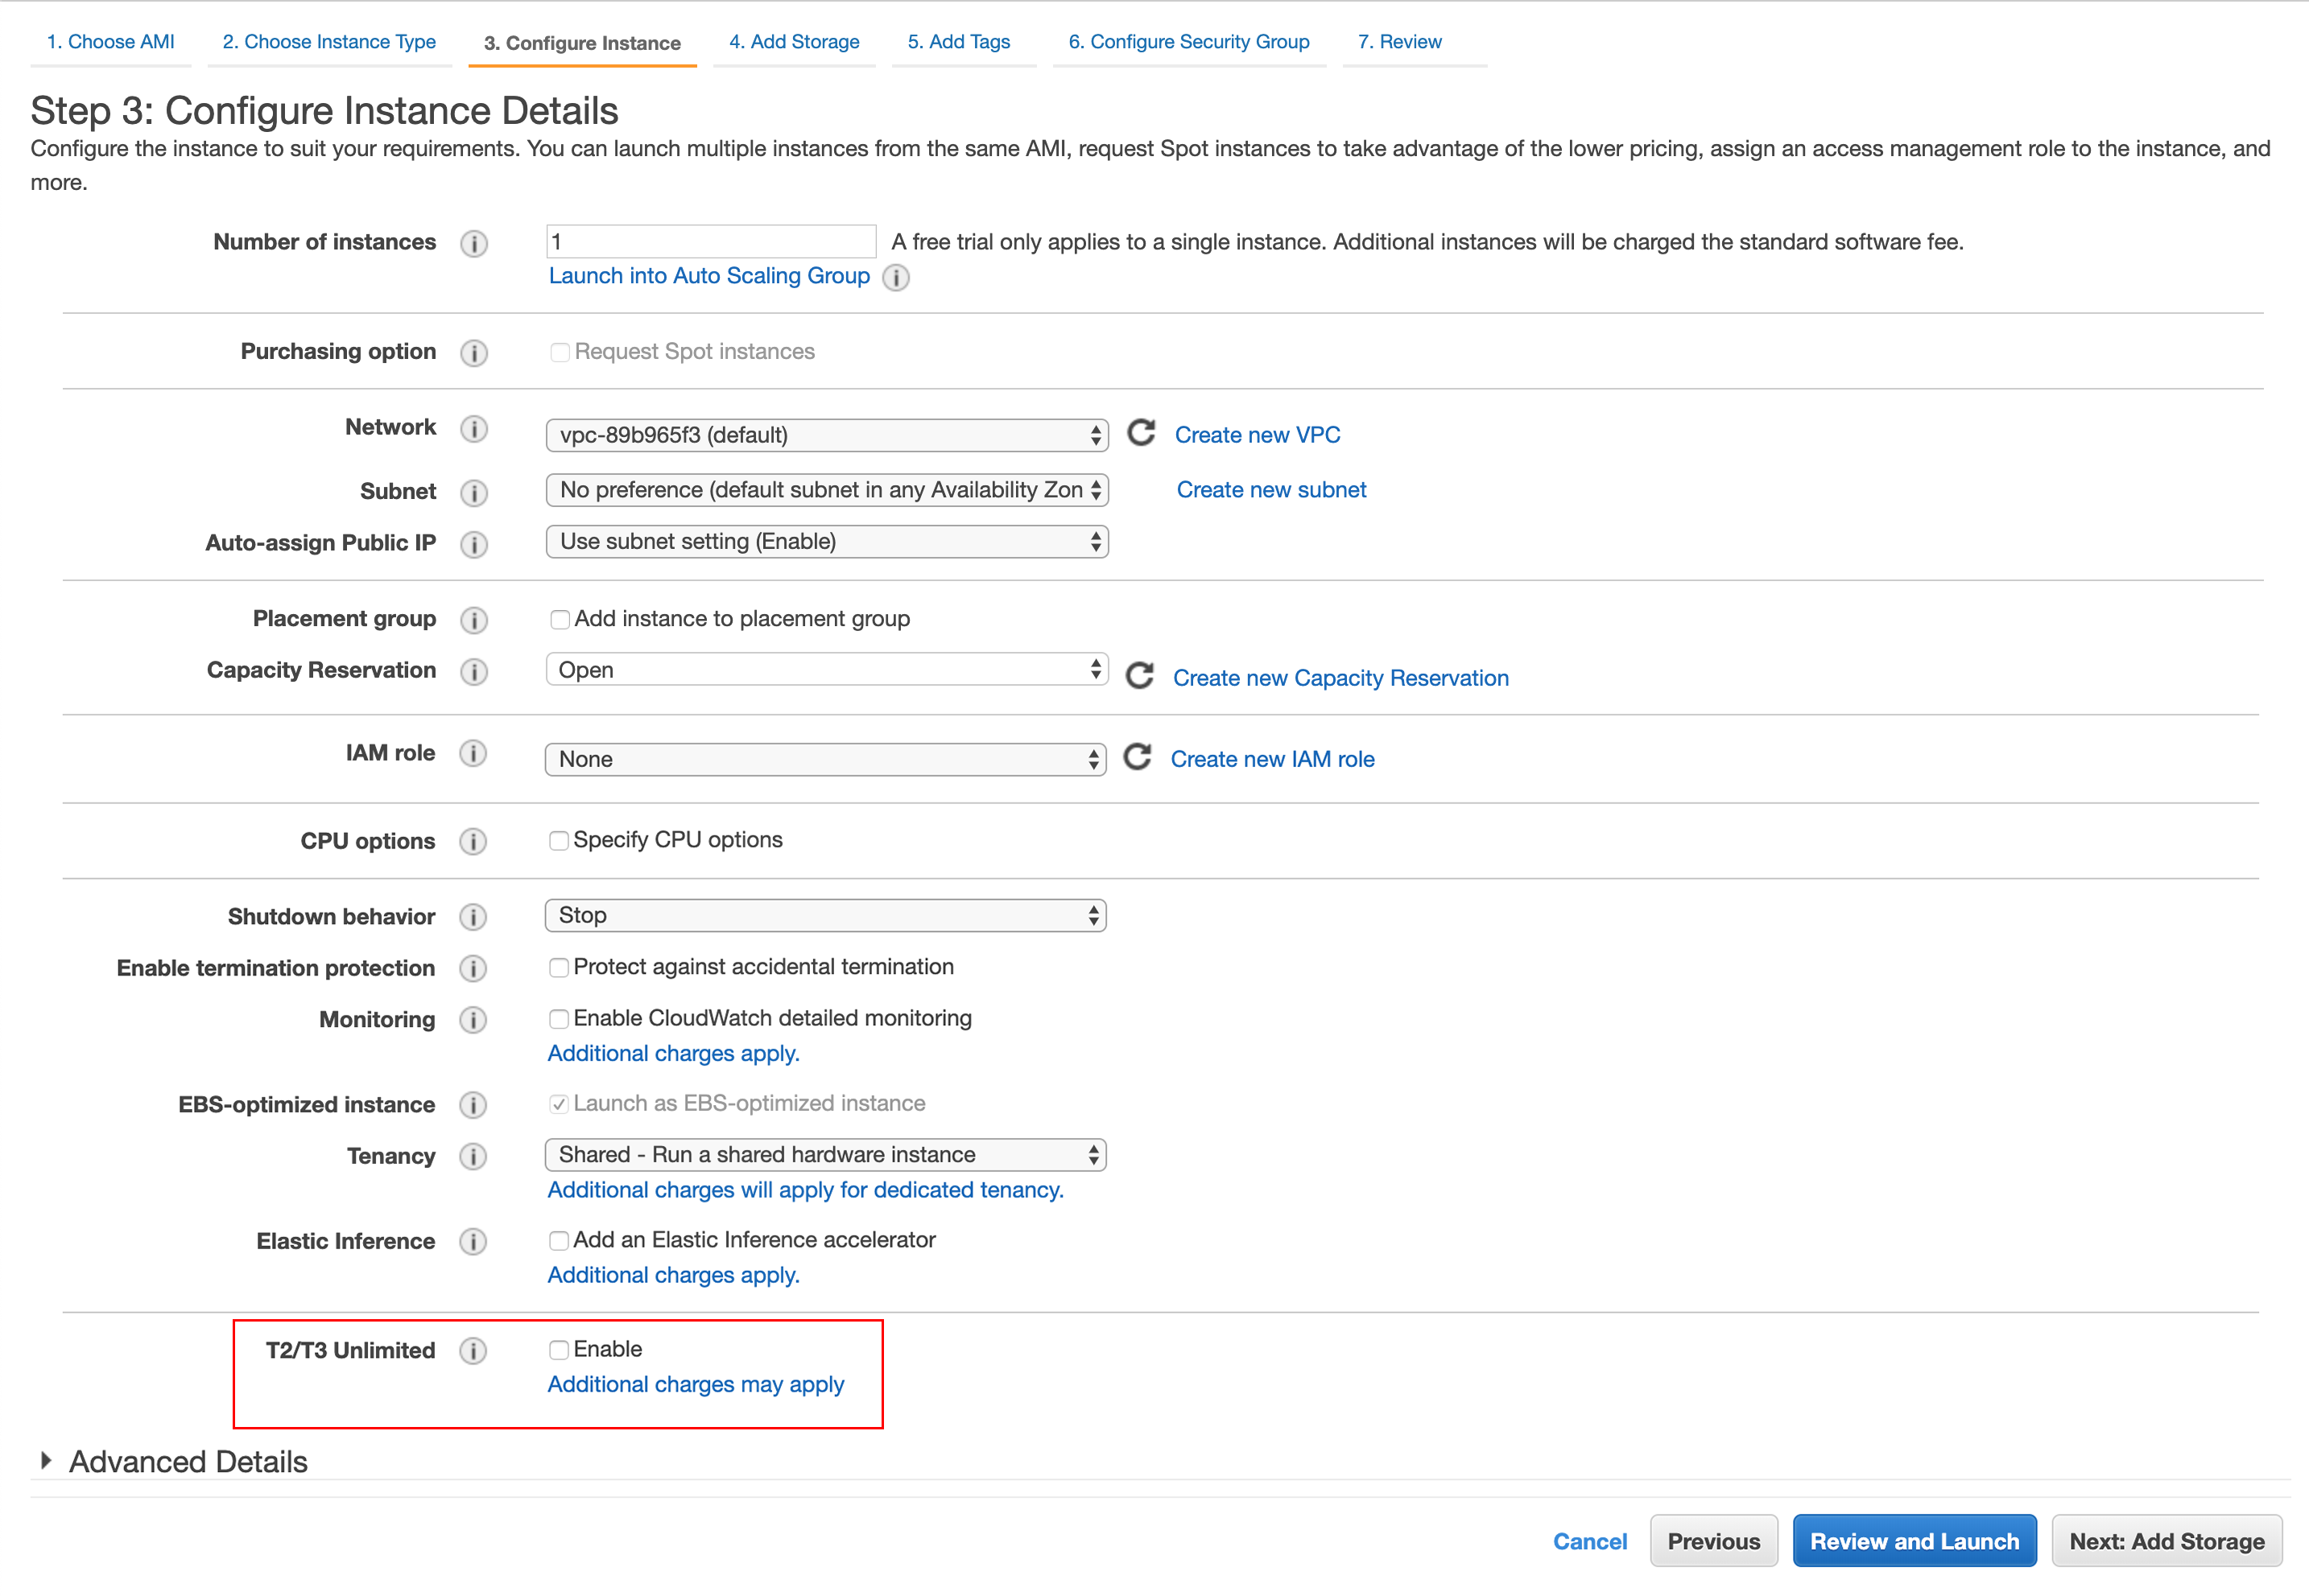 1. Choose AMI 2. Choose Instance Type 3. Configure Instance 4. Add Storage 5. Add Tags 6. Configure Security Group 7. Review
Step 3: Configure Instance Details
Configure the instance to suit your requirements. You can launch multiple instances from the same AMI, request Spot instances to take advantage of the lower pricing, assign an access management role to the instance, and
more.
Number of instances i 1 A free trial only applies to a single instance. Additional instances will be charged the standard software fee.
Launch into Auto Scaling Group i
Purchasing option i Request Spot instances
Network i vpc-89b965f3 (default) Create new VPC
Subnet i No preference (default subnet in any Availability Zon Create new subnet
Auto-assign Public IP i Use subnet setting (Enable)
Placement group i Add instance to placement group
Capacity Reservation i Open Create new Capacity Reservation
IAM role i None Create new IAM role
CPU options i Specify CPU options
Shutdown behavior i Stop
Enable termination protection i Protect against accidental termination
Monitoring i Enable CloudWatch detailed monitoring
Additional charges apply.
EBS-optimized instance i Launch as EBS-optimized instance
Tenancy i Shared - Run a shared hardware instance
Additional charges will apply for dedicated tenancy.
Elastic Inference i Add an Elastic Inference accelerator
Additional charges apply.
T2/T3 Unlimited i Enable
Additional charges may apply
Advanced Details
Cancel Previous Review and Launch Next: Add Storage